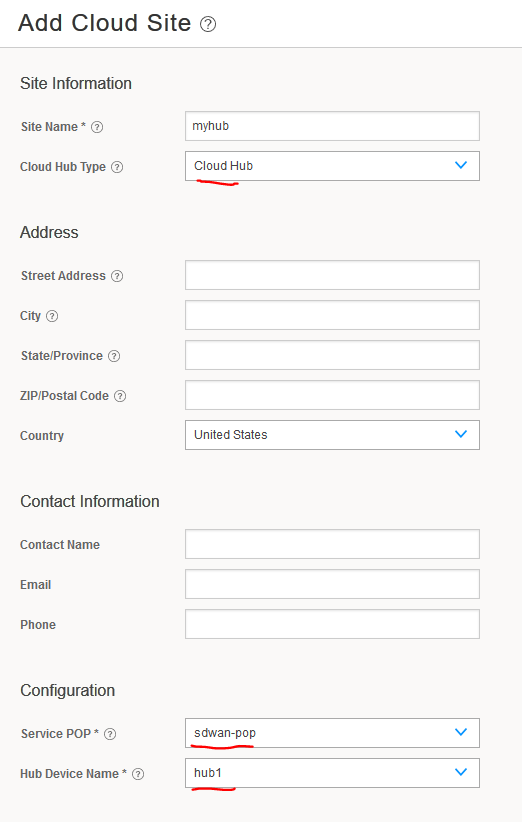 Add Cloud Site ?
Site Information
Site Name * ? myhub
Cloud Hub Type ? Cloud Hub
Address
Street Address ?
City ?
State/Province ?
ZIP/Postal Code ?
Country United States
Contact Information
Contact Name
Email
Phone
Configuration
Service POP * ? sdwan-pop
Hub Device Name * ? hub1